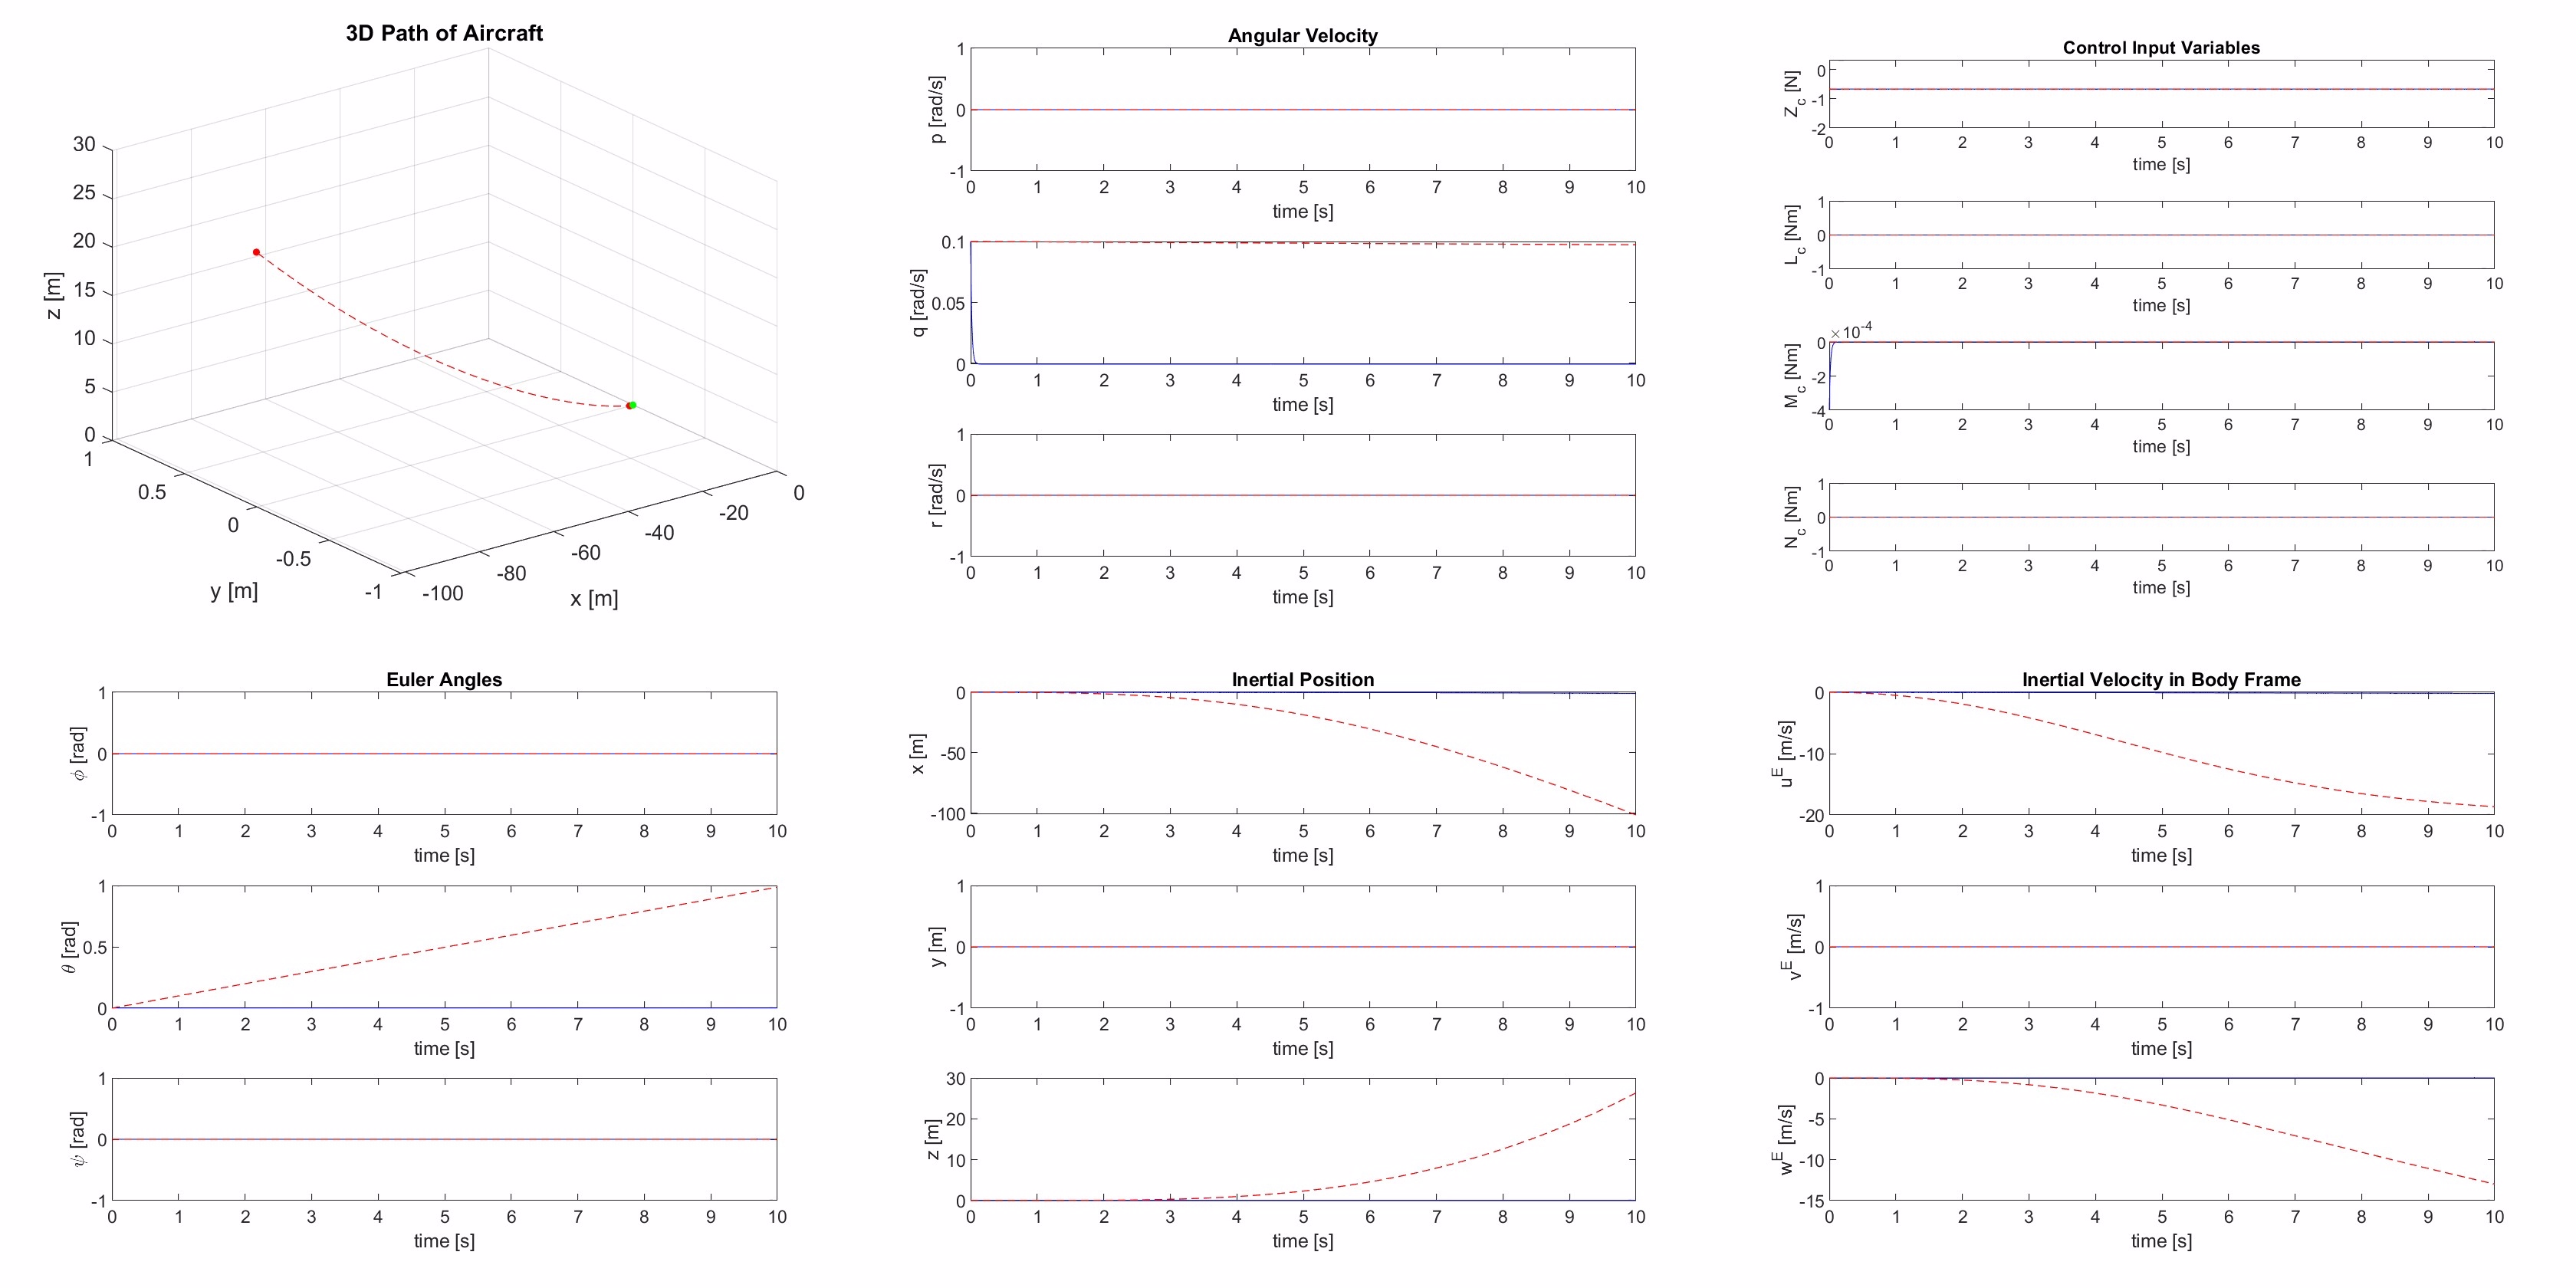 3D Path of Aircraft
30
25
20
15
10
5
0
z [m]
1
0.5
0
-0.5
-1
y [m]
-100
-80
-60
-40
-20
0
x [m]
Angular Velocity
1
0
-1
p [rad/s]
0 1 2 3 4 5 6 7 8 9 10
time [s]
0.1
0.05
0
q [rad/s]
0 1 2 3 4 5 6 7 8 9 10
time [s]
1
0
-1
r [rad/s]
0 1 2 3 4 5 6 7 8 9 10
time [s]
Control Input Variables
0
-1
-2
Zc [N]
0 1 2 3 4 5 6 7 8 9 10
time [s]
1
0
-1
Lc [Nm]
0 1 2 3 4 5 6 7 8 9 10
time [s]
×10-4
0
-2
-4
Mc [Nm]
0 1 2 3 4 5 6 7 8 9 10
time [s]
1
0
-1
Nc [Nm]
0 1 2 3 4 5 6 7 8 9 10
time [s]
Euler Angles
1
0
-1
ϕ [rad]
0 1 2 3 4 5 6 7 8 9 10
time [s]
1
0.5
0
θ [rad]
0 1 2 3 4 5 6 7 8 9 10
time [s]
1
0
-1
ψ [rad]
0 1 2 3 4 5 6 7 8 9 10
time [s]
Inertial Position
0
-50
-100
x [m]
0 1 2 3 4 5 6 7 8 9 10
time [s]
1
0
-1
y [m]
0 1 2 3 4 5 6 7 8 9 10
time [s]
30
20
10
0
z [m]
0 1 2 3 4 5 6 7 8 9 10
time [s]
Inertial Velocity in Body Frame
0
-10
-20
uE [m/s]
0 1 2 3 4 5 6 7 8 9 10
time [s]
1
0
-1
vE [m/s]
0 1 2 3 4 5 6 7 8 9 10
time [s]
0
-5
-10
-15
wE [m/s]
0 1 2 3 4 5 6 7 8 9 10
time [s]